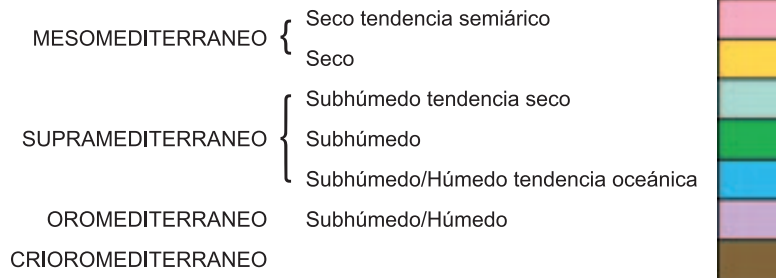 Seco tendencia semiárico
MESOMEDITERRANEO {
Seco
Subhúmedo tendencia seco
SUPRAMEDITERRANEO { Subhúmedo
Subhúmedo/Húmedo tendencia oceánica
OROMEDITERRANEO Subhúmedo/Húmedo
CRIOROMEDITERRANEO